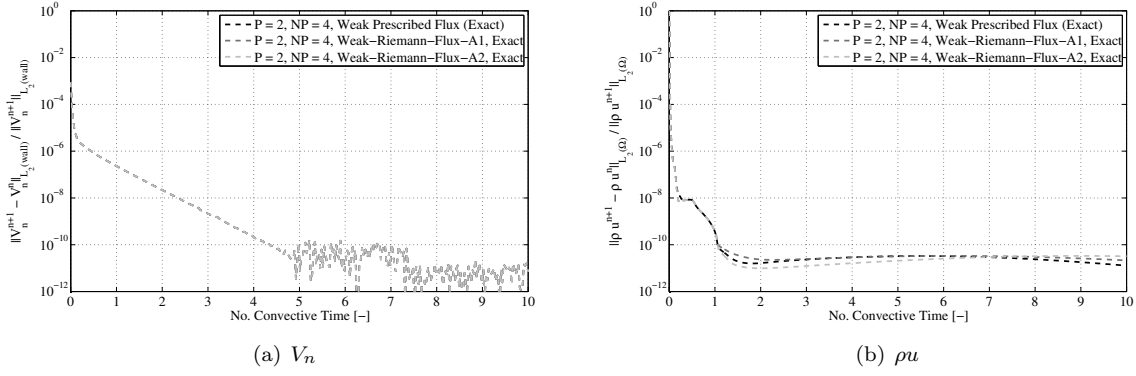 10⁰
10⁻²
10⁻⁴
10⁻⁶
10⁻⁸
10⁻¹⁰
10⁻¹²
||V_n^{n+1} − V_n^n||_{L_2(wall)} / ||V_n^{n+1}||_{L_2(wall)}
P = 2, NP = 4, Weak Prescribed Flux (Exact)
P = 2, NP = 4, Weak−Riemann−Flux−A1, Exact
P = 2, NP = 4, Weak−Riemann−Flux−A2, Exact
0 1 2 3 4 5 6 7 8 9 10
No. Convective Time [−]
(a) V_n
10⁰
10⁻²
10⁻⁴
10⁻⁶
10⁻⁸
10⁻¹⁰
10⁻¹²
||ρ u^{n+1} − ρ u^n||_{L_2(Ω)} / ||ρ u^{n+1}||_{L_2(Ω)}
P = 2, NP = 4, Weak Prescribed Flux (Exact)
P = 2, NP = 4, Weak−Riemann−Flux−A1, Exact
P = 2, NP = 4, Weak−Riemann−Flux−A2, Exact
0 1 2 3 4 5 6 7 8 9 10
No. Convective Time [−]
(b) ρu